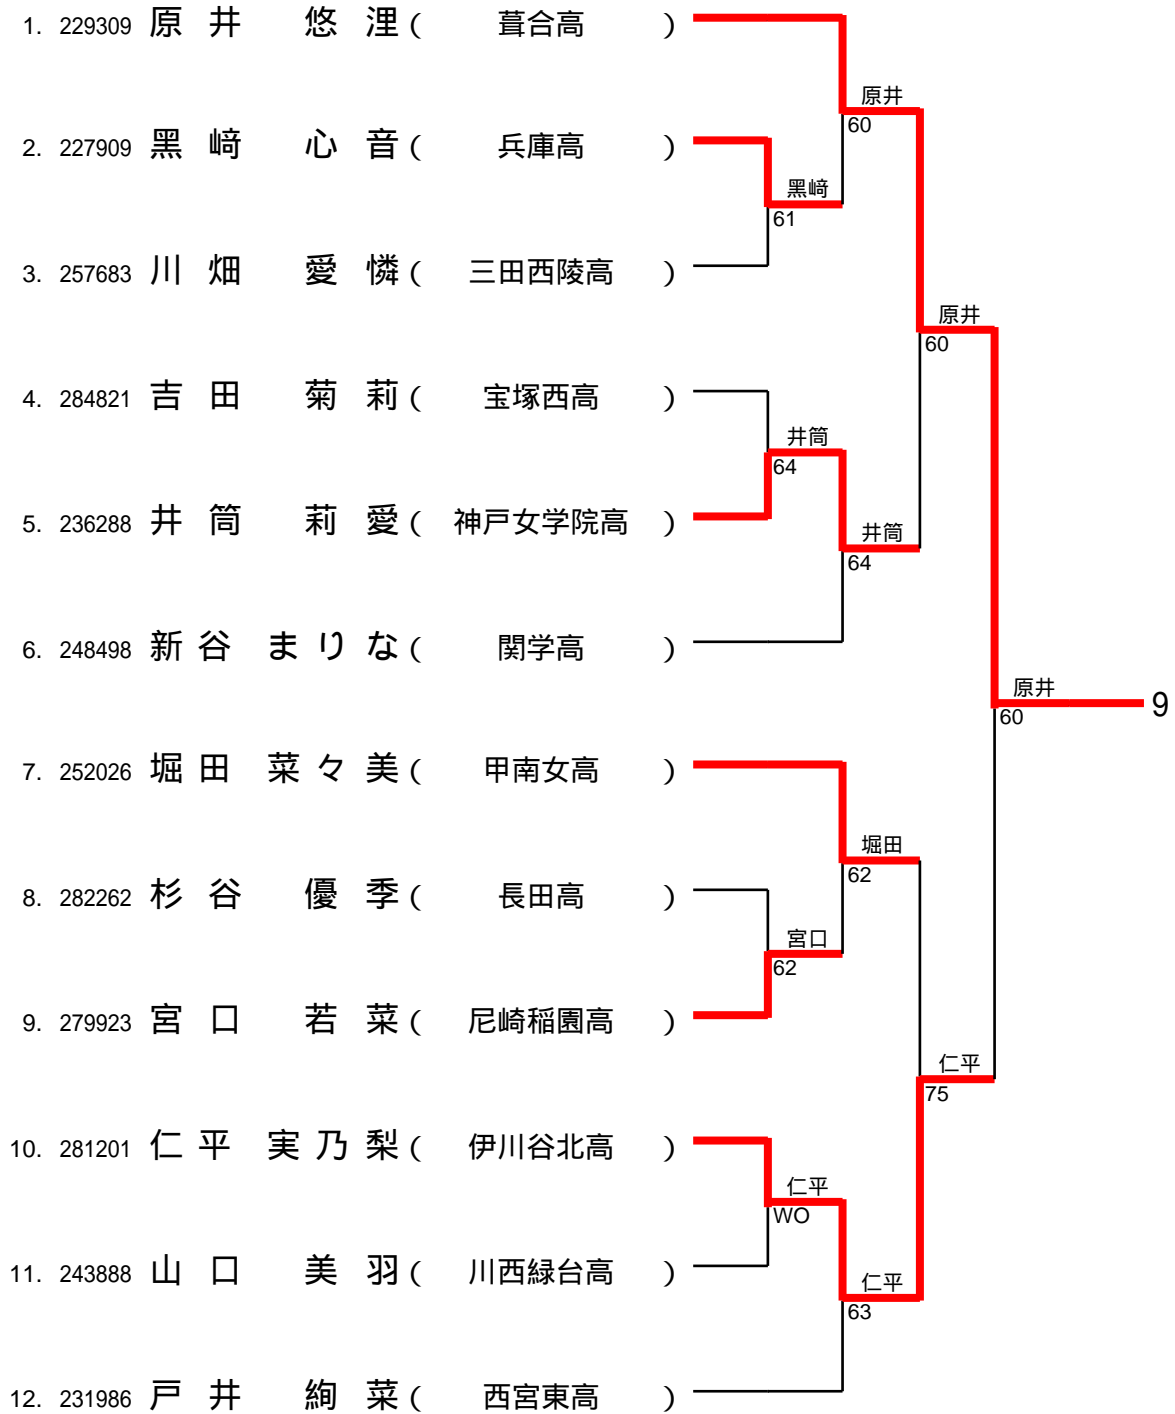 1. 229309 原井 悠浬 ( 葺合高 )
原井
60
2. 227909 黒﨑 心音 ( 兵庫高 )
黒﨑
61
3. 257683 川畑 愛憐 ( 三田西陵高 )
原井
60
4. 284821 吉田 菊莉 ( 宝塚西高 )
井筒
64
5. 236288 井筒 莉愛 ( 神戸女学院高 )
井筒
64
6. 248498 新谷 まりな ( 関学高 )
原井
60
9
7. 252026 堀田 菜々美 ( 甲南女高 )
堀田
62
8. 282262 杉谷 優季 ( 長田高 )
宮口
62
9. 279923 宮口 若菜 ( 尼崎稲園高 )
仁平
75
10. 281201 仁平 実乃梨 ( 伊川谷北高 )
仁平
WO
11. 243888 山口 美羽 ( 川西緑台高 )
仁平
63
12. 231986 戸井 絢菜 ( 西宮東高 )